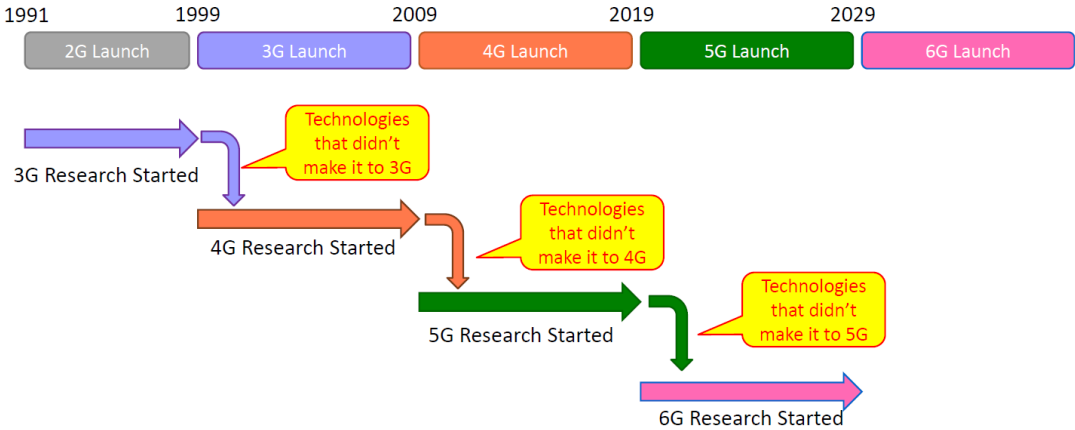 1991 1999 2009 2019 2029
2G Launch 3G Launch 4G Launch 5G Launch 6G Launch
Technologies
that didn't
make it to 3G
3G Research Started
Technologies
that didn't
make it to 4G
4G Research Started
Technologies
that didn't
make it to 5G
5G Research Started
6G Research Started